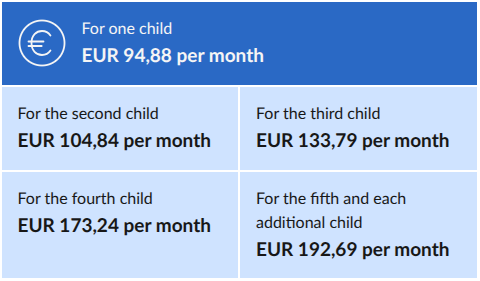 For one child
EUR 94,88 per month
For the second child
EUR 104,84 per month
For the third child
EUR 133,79 per month
For the fourth child
EUR 173,24 per month
For the fifth and each
additional child
EUR 192,69 per month